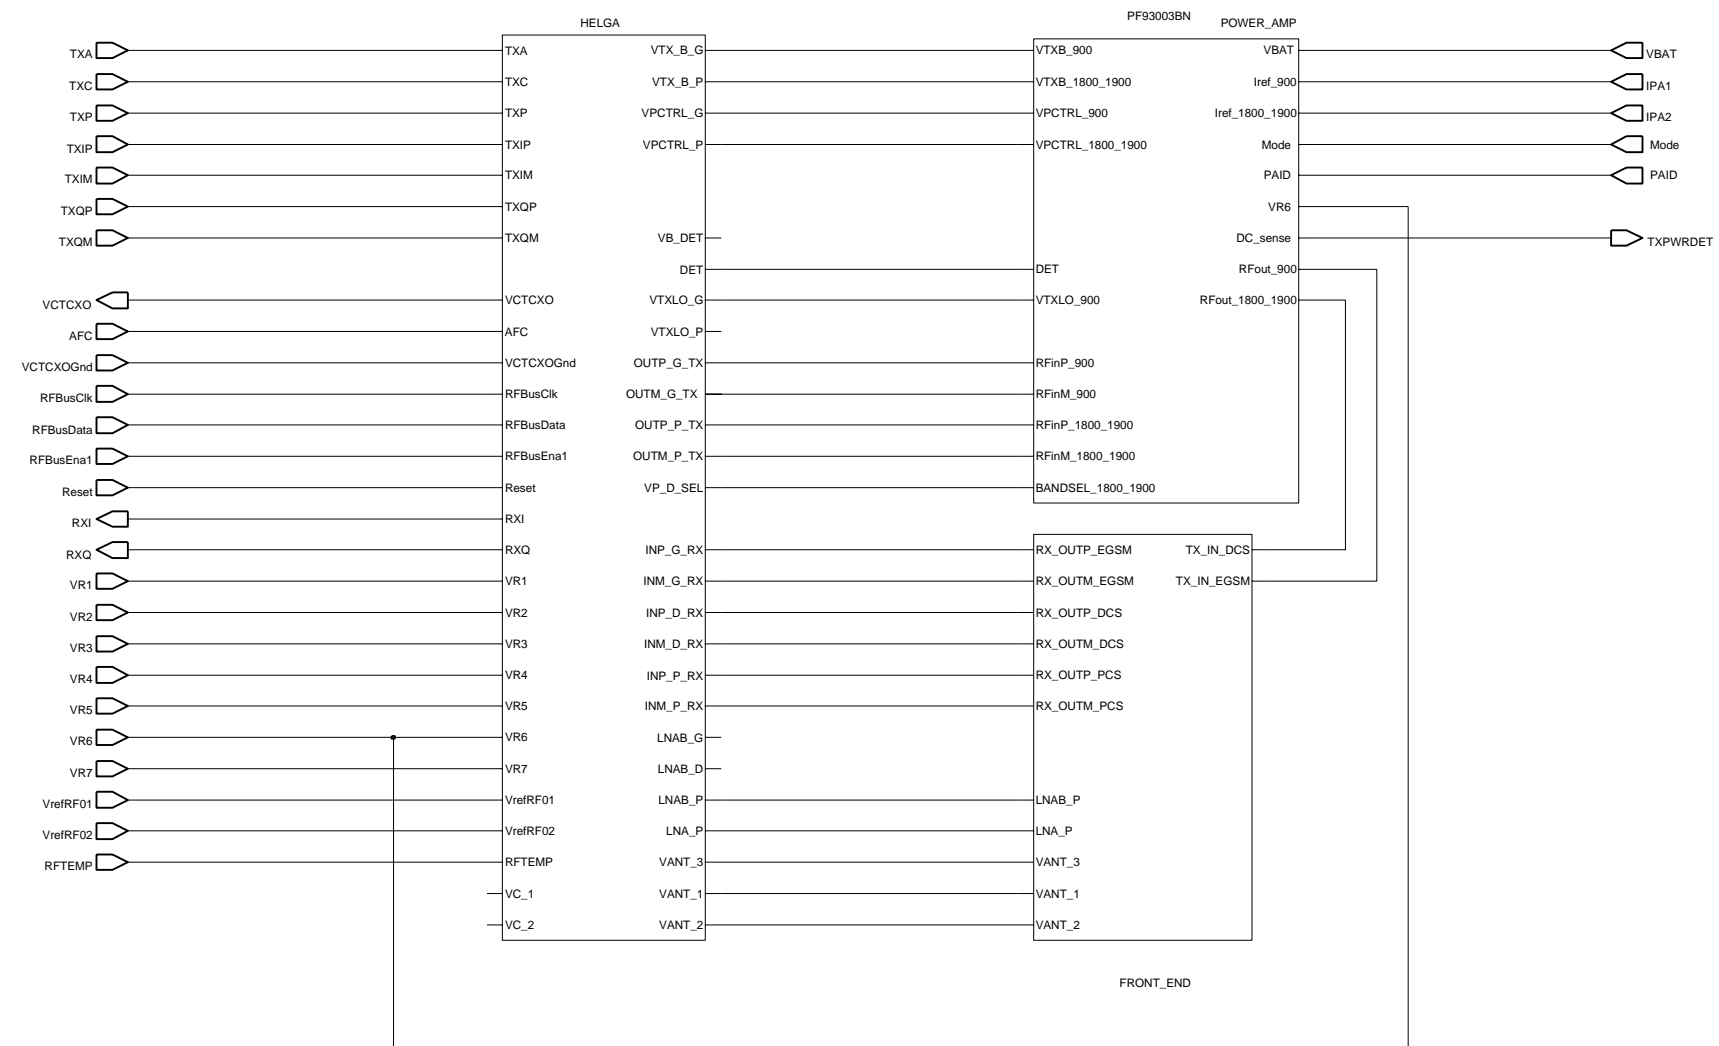 PF93003BN
HELGA POWER_AMP
TXA TXA VTX_B_G VTXB_900 VBAT VBAT
TXC TXC VTX_B_P VTXB_1800_1900 Iref_900 IPA1
TXP TXP VPCTRL_G VPCTRL_900 Iref_1800_1900 IPA2
TXIP TXIP VPCTRL_P VPCTRL_1800_1900 Mode Mode
TXIM TXIM PAID PAID
TXQP TXQP VR6
TXQM TXQM VB_DET DC_sense TXPWRDET
DET DET RFout_900
VCTCXO VCTCXO VTXLO_G VTXLO_900 RFout_1800_1900
AFC AFC VTXLO_P
VCTCXOGnd VCTCXOGnd OUTP_G_TX RFinP_900
RFBusClk RFBusClk OUTM_G_TX RFinM_900
RFBusData RFBusData OUTP_P_TX RFinP_1800_1900
RFBusEna1 RFBusEna1 OUTM_P_TX RFinM_1800_1900
Reset Reset VP_D_SEL BANDSEL_1800_1900
RXI RXI
RXQ RXQ INP_G_RX RX_OUTP_EGSM TX_IN_DCS
VR1 VR1 INM_G_RX RX_OUTM_EGSM TX_IN_EGSM
VR2 VR2 INP_D_RX RX_OUTP_DCS
VR3 VR3 INM_D_RX RX_OUTM_DCS
VR4 VR4 INP_P_RX RX_OUTP_PCS
VR5 VR5 INM_P_RX RX_OUTM_PCS
VR6 VR6 LNAB_G
VR7 VR7 LNAB_D
VrefRF01 VrefRF01 LNAB_P LNAB_P
VrefRF02 VrefRF02 LNA_P LNA_P
RFTEMP RFTEMP VANT_3 VANT_3
VC_1 VANT_1 VANT_1
VC_2 VANT_2 VANT_2
FRONT_END